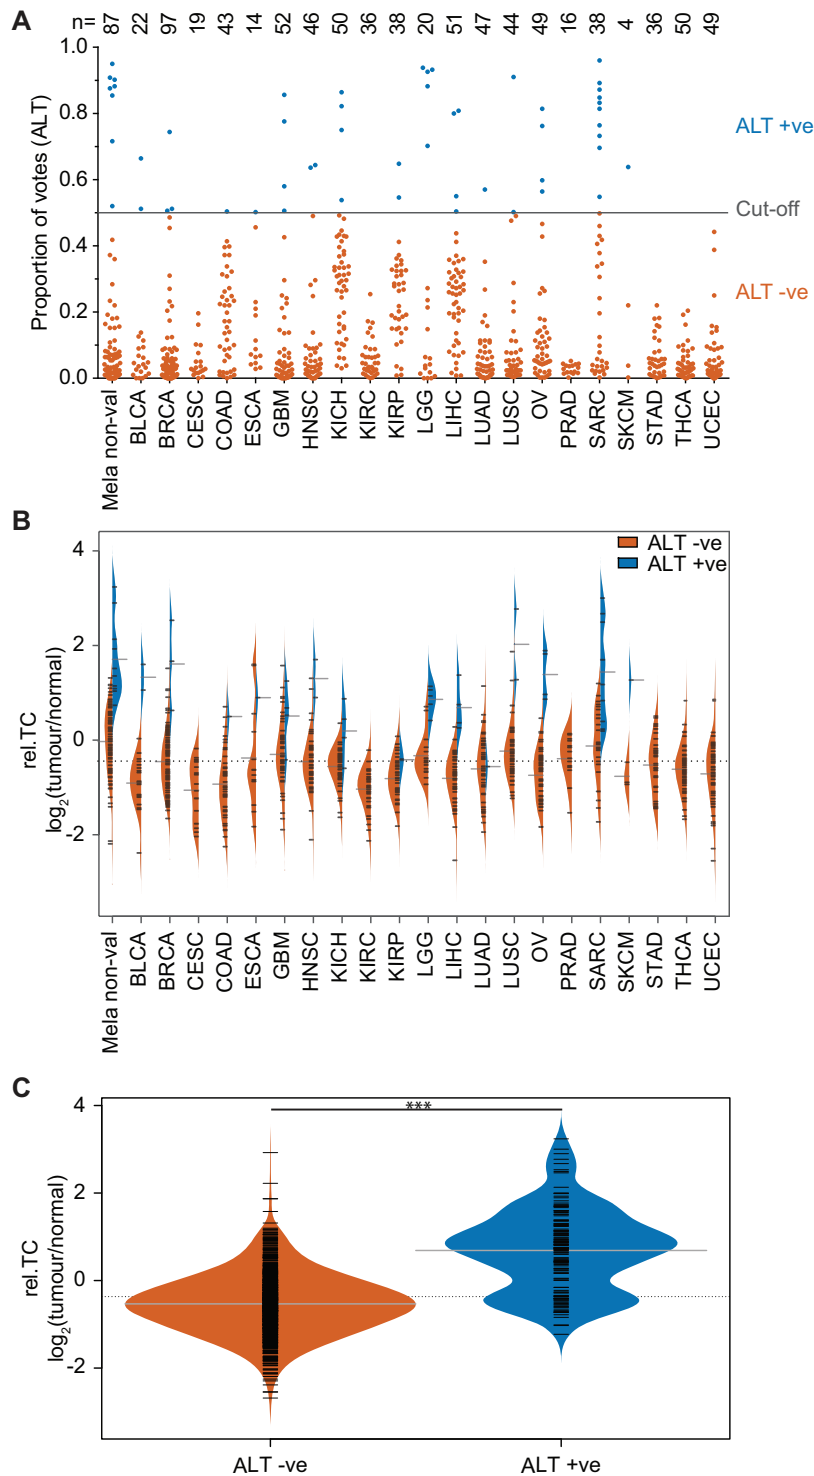 A
n= 87 22 97 19 43 14 52 46 50 36 38 20 51 47 44 49 16 38 4 36 50 49
Proportion of votes (ALT)
1.0
0.8
0.6
0.4
0.2
0.0
ALT +ve
Cut-off
ALT -ve
Mela non-val BLCA BRCA CESC COAD ESCA GBM HNSC KICH KIRC KIRP LGG LIHC LUAD LUSC OV PRAD SARC SKCM STAD THCA UCEC
B
rel.TC
log₂(tumour/normal)
4
2
0
-2
ALT -ve
ALT +ve
Mela non-val BLCA BRCA CESC COAD ESCA GBM HNSC KICH KIRC KIRP LGG LIHC LUAD LUSC OV PRAD SARC SKCM STAD THCA UCEC
C
rel.TC
log₂(tumour/normal)
4
2
0
-2
***
ALT -ve ALT +ve